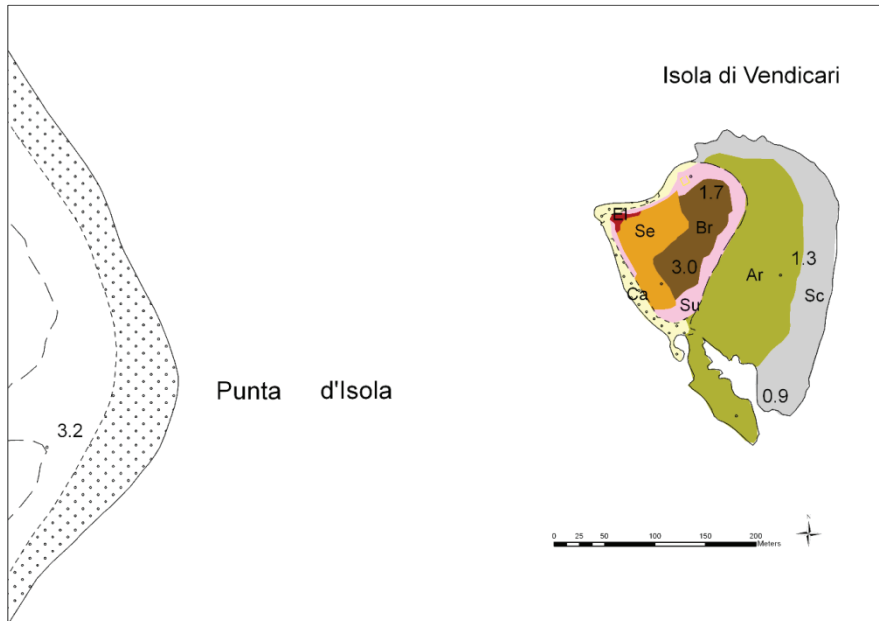 Isola di Vendicari
1.7
El
Se
Br
1.3
3.0
Ar
Ca
Sc
Su
Punta d'Isola
0.9
3.2
N
0 25 50 100 150 200
Meters